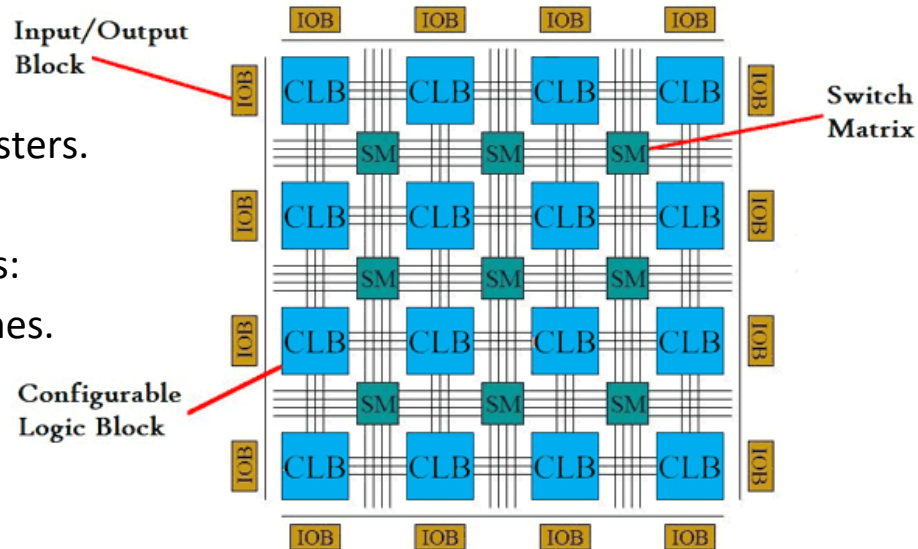 IOB IOB IOB IOB
Input/Output
Block
IOB CLB CLB CLB CLB IOB
Switch
Matrix
sters.
SM SM SM
IOB CLB CLB CLB CLB IOB
s:
SM SM SM
nes.
IOB CLB CLB CLB CLB IOB
Configurable
Logic Block
SM SM SM
IOB CLB CLB CLB CLB IOB
IOB IOB IOB IOB